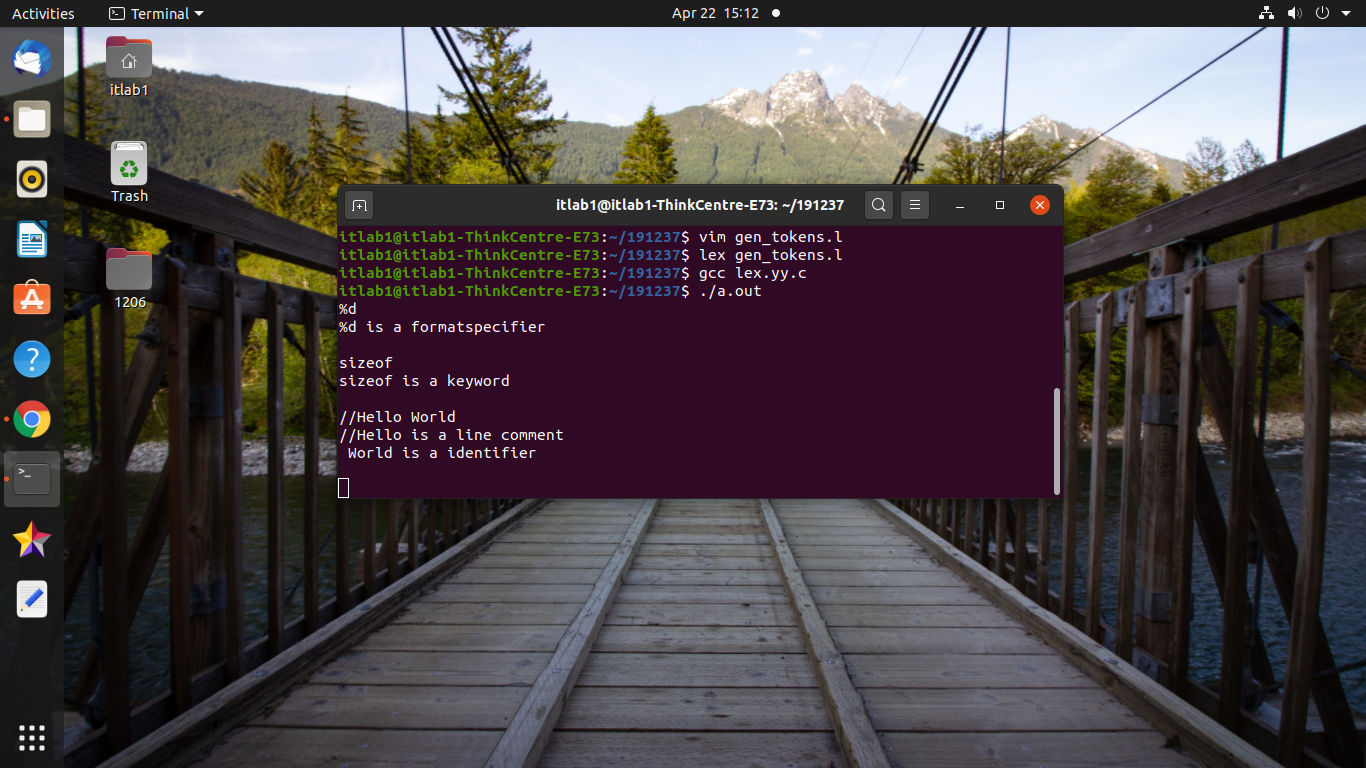 Activities Terminal Apr 22 15:12
itlab1
Trash
1206
itlab1@itlab1-ThinkCentre-E73: ~/191237
itlab1@itlab1-ThinkCentre-E73:~/191237$ vim gen_tokens.l
itlab1@itlab1-ThinkCentre-E73:~/191237$ lex gen_tokens.l
itlab1@itlab1-ThinkCentre-E73:~/191237$ gcc lex.yy.c
itlab1@itlab1-ThinkCentre-E73:~/191237$ ./a.out
%d
%d is a formatspecifier
sizeof
sizeof is a keyword
//Hello World
//Hello is a line comment
 World is a identifier